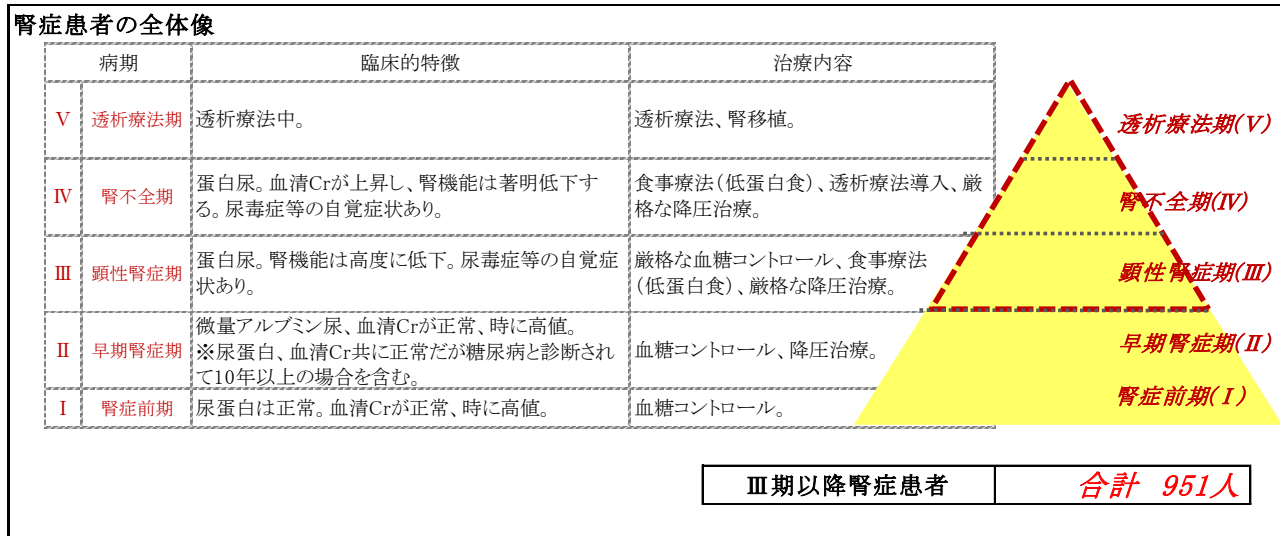 腎症患者の全体像
病期 臨床的特徴 治療内容
Ⅴ 透析療法期 透析療法中。 透析療法、腎移植。
Ⅳ 腎不全期 蛋白尿。血清Crが上昇し、腎機能は著明低下す
る。尿毒症等の自覚症状あり。
食事療法(低蛋白食)、透析療法導入、厳
格な降圧治療。
Ⅲ 顕性腎症期 蛋白尿。腎機能は高度に低下。尿毒症等の自覚症
状あり。
厳格な血糖コントロール、食事療法
(低蛋白食)、厳格な降圧治療。
Ⅱ 早期腎症期 微量アルブミン尿、血清Crが正常、時に高値。
※尿蛋白、血清Cr共に正常だが糖尿病と診断され
て10年以上の場合を含む。
血糖コントロール、降圧治療。
Ⅰ 腎症前期 尿蛋白は正常。血清Crが正常、時に高値。 血糖コントロール。
透析療法期(Ⅴ)
腎不全期(Ⅳ)
顕性腎症期(Ⅲ)
早期腎症期(Ⅱ)
腎症前期(Ⅰ)
Ⅲ期以降腎症患者 合計 951人